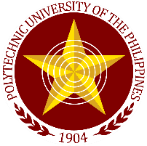 POLYTECHNIC UNIVERSITY OF THE PHILIPPINES
1904